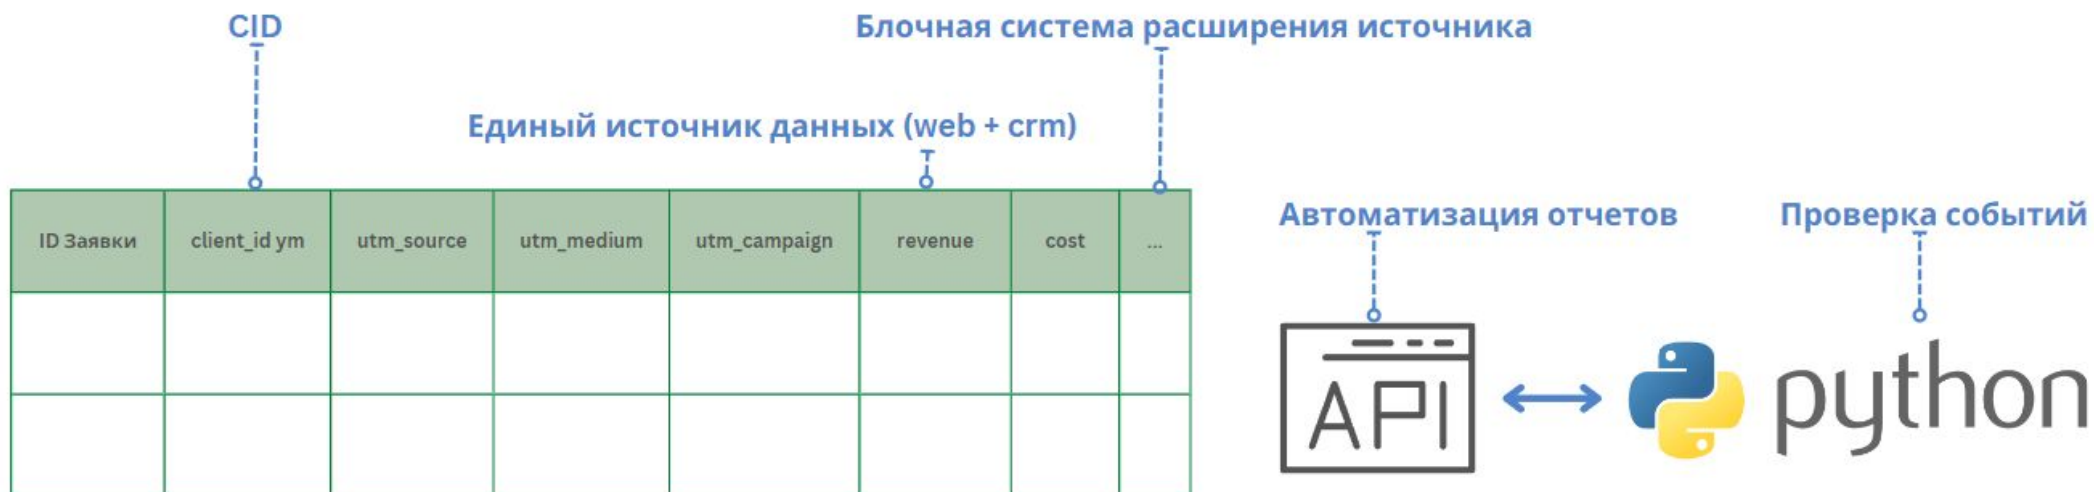 CID
Блочная система расширения источника
Единый источник данных (web + crm)
Автоматизация отчетов
Проверка событий
ID Заявки
client_id ym
utm_source
utm_medium
utm_campaign
revenue
cost
...
API
python